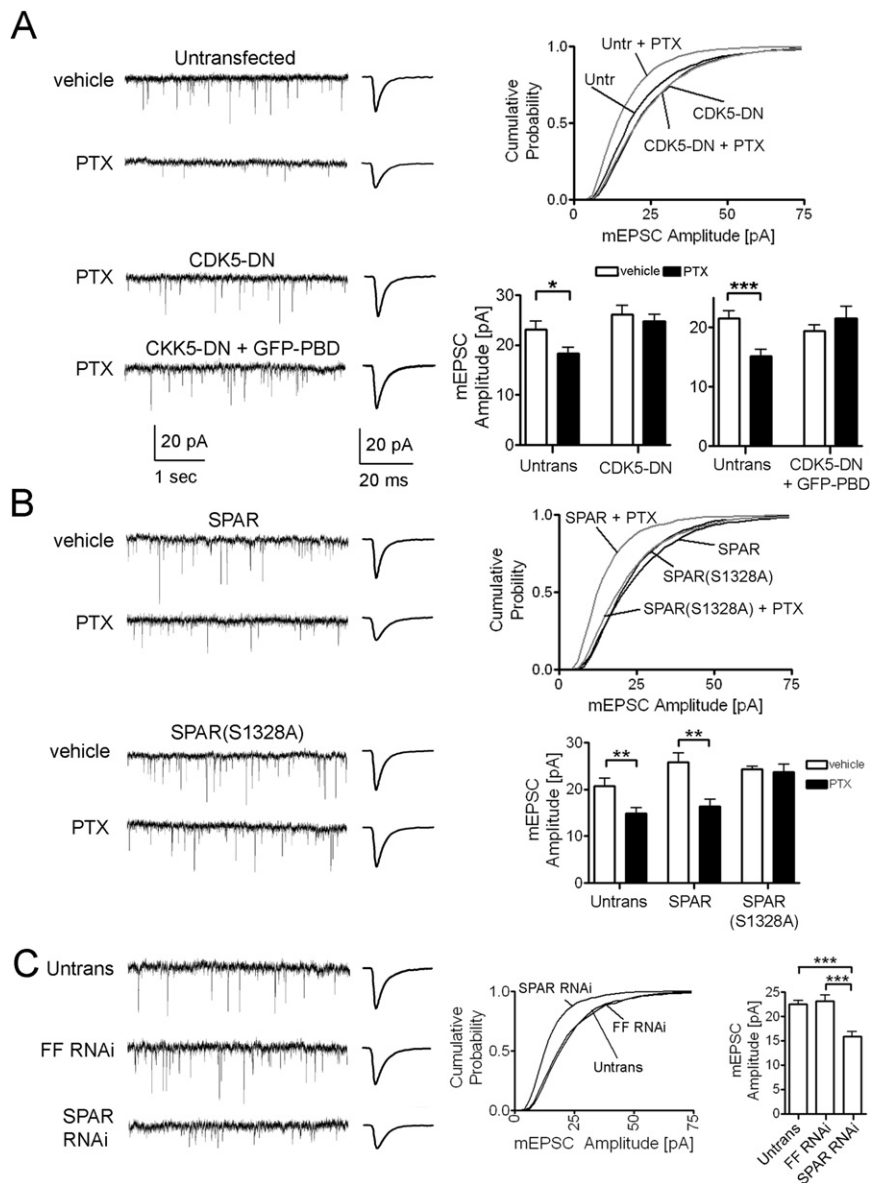 A
Untransfected
vehicle
PTX
CDK5-DN
PTX
CKK5-DN + GFP-PBD
PTX
20 pA
1 sec
20 pA
20 ms
Cumulative
Probability
1.0
0.5
0.0
Untr + PTX
Untr
CDK5-DN
CDK5-DN + PTX
0 25 50 75
mEPSC Amplitude [pA]
vehicle PTX
mEPSC
Amplitude [pA]
30
20
10
0
*
Untrans CDK5-DN
20
10
0
***
Untrans CDK5-DN
+ GFP-PBD
B
SPAR
vehicle
PTX
SPAR(S1328A)
vehicle
PTX
Cumulative
Probility
1.0
0.5
0.0
SPAR + PTX
SPAR
SPAR(S1328A)
SPAR(S1328A) + PTX
0 25 50 75
mEPSC Amplitude [pA]
mEPSC
Amplitude [pA]
30
20
10
0
** **
vehicle
PTX
Untrans SPAR SPAR
(S1328A)
C
Untrans
FF RNAi
SPAR
RNAi
Cumulative
Probability
1.0
0.5
0.0
SPAR RNAi
FF RNAi
Untrans
0 25 50 75
mEPSC Amplitude [pA]
mEPSC
Amplitude [pA]
25
20
15
10
5
0
***
***
Untrans
FF RNAi
SPAR RNAi